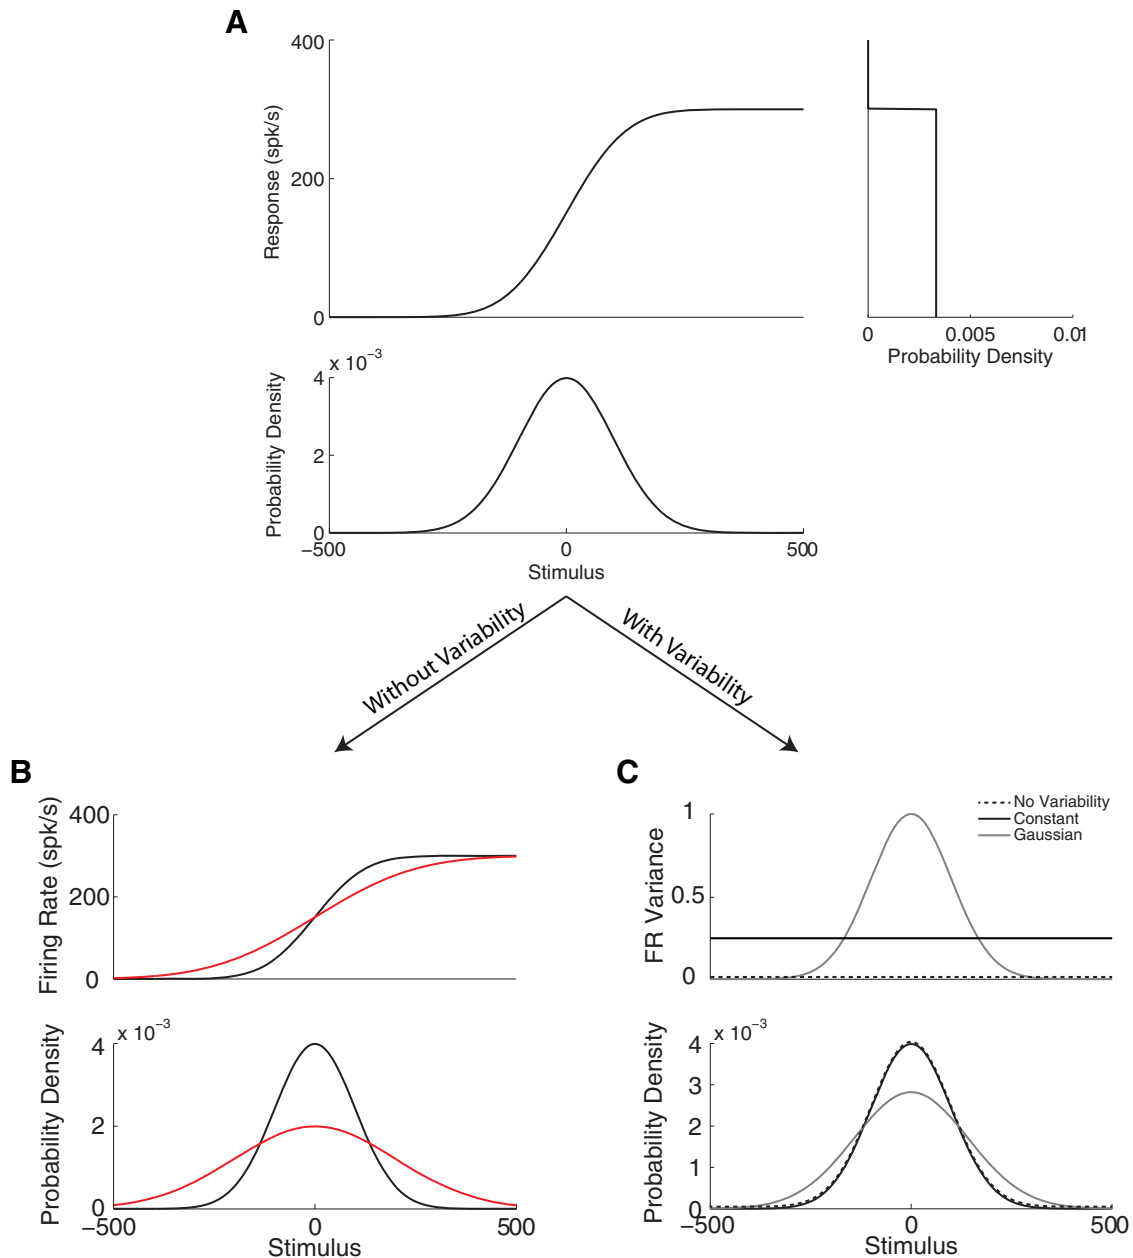 A
400
200
0
Response (spk/s)
0
0.005
0.01
Probability Density
x 10⁻³
4
2
0
Probability Density
−500
0
500
Stimulus
Without Variability
With Variability
B
400
200
0
Firing Rate (spk/s)
x 10⁻³
4
2
0
Probability Density
−500
0
500
Stimulus
C
1
0.5
0
FR Variance
No Variability
Constant
Gaussian
x 10⁻³
4
3
2
1
0
Probability Density
−500
0
500
Stimulus